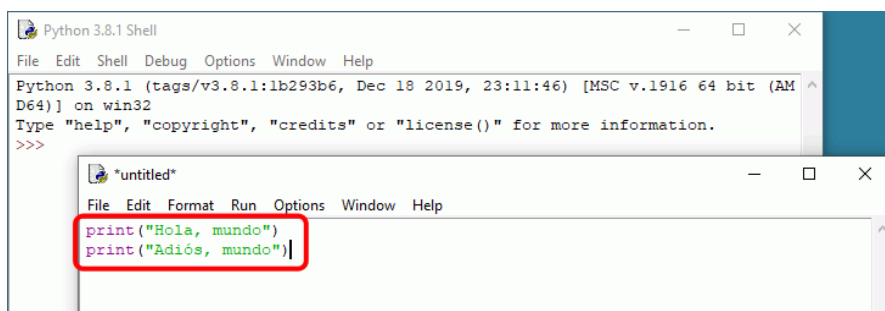 Python 3.8.1 Shell
File Edit Shell Debug Options Window Help
Python 3.8.1 (tags/v3.8.1:1b293b6, Dec 18 2019, 23:11:46) [MSC v.1916 64 bit (AM
D64)] on win32
Type "help", "copyright", "credits" or "license()" for more information.
>>>
*untitled*
File Edit Format Run Options Window Help
print("Hola, mundo")
print("Adiós, mundo")